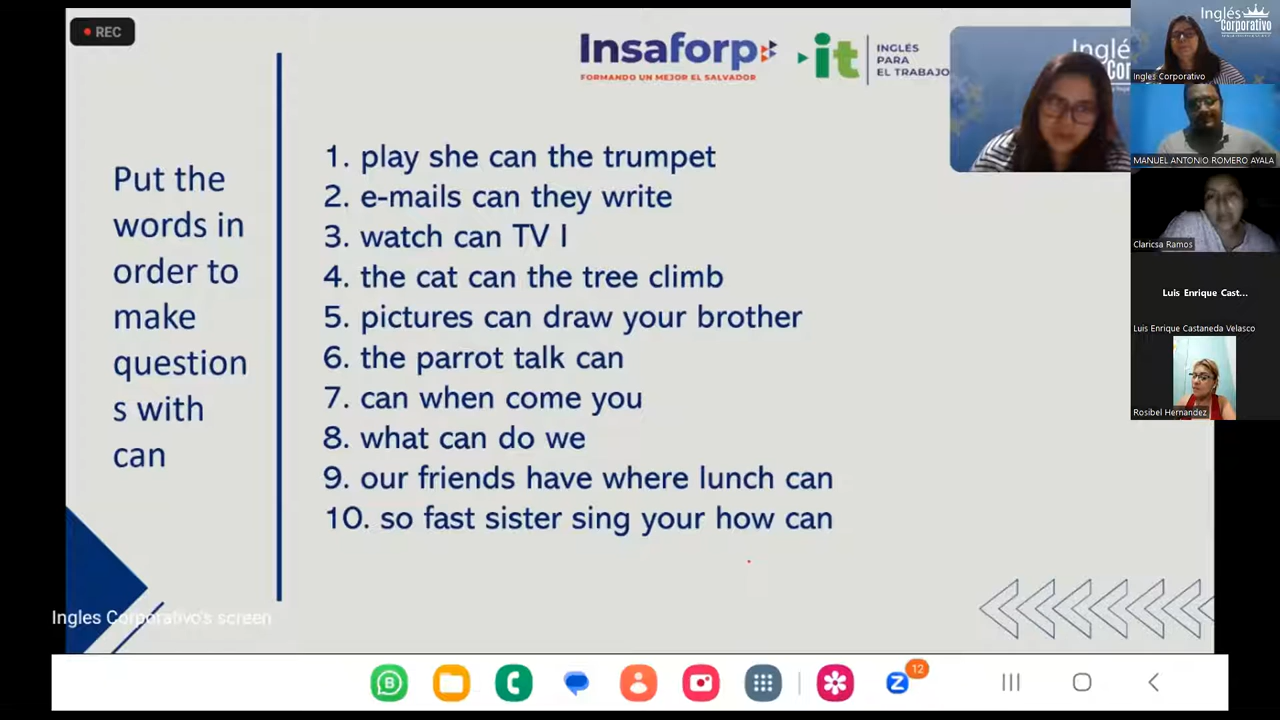 REC
Insaforp
FORMANDO UN MEJOR EL SALVADOR
it
INGLÉS
PARA
EL TRABAJO
Inglé
Co
Inglés
Corporativo
Ingles Corporativo
MANUEL ANTONIO ROMERO AYALA
Claricsa Ramos
Luis Enrique Cast...
Luis Enrique Castaneda Velasco
Rosibel Hernandez
Put the
words in
order to
make
question
s with
can
1. play she can the trumpet
2. e-mails can they write
3. watch can TV I
4. the cat can the tree climb
5. pictures can draw your brother
6. the parrot talk can
7. can when come you
8. what can do we
9. our friends have where lunch can
10. so fast sister sing your how can
Ingles Corporativo's screen
B
Z
12